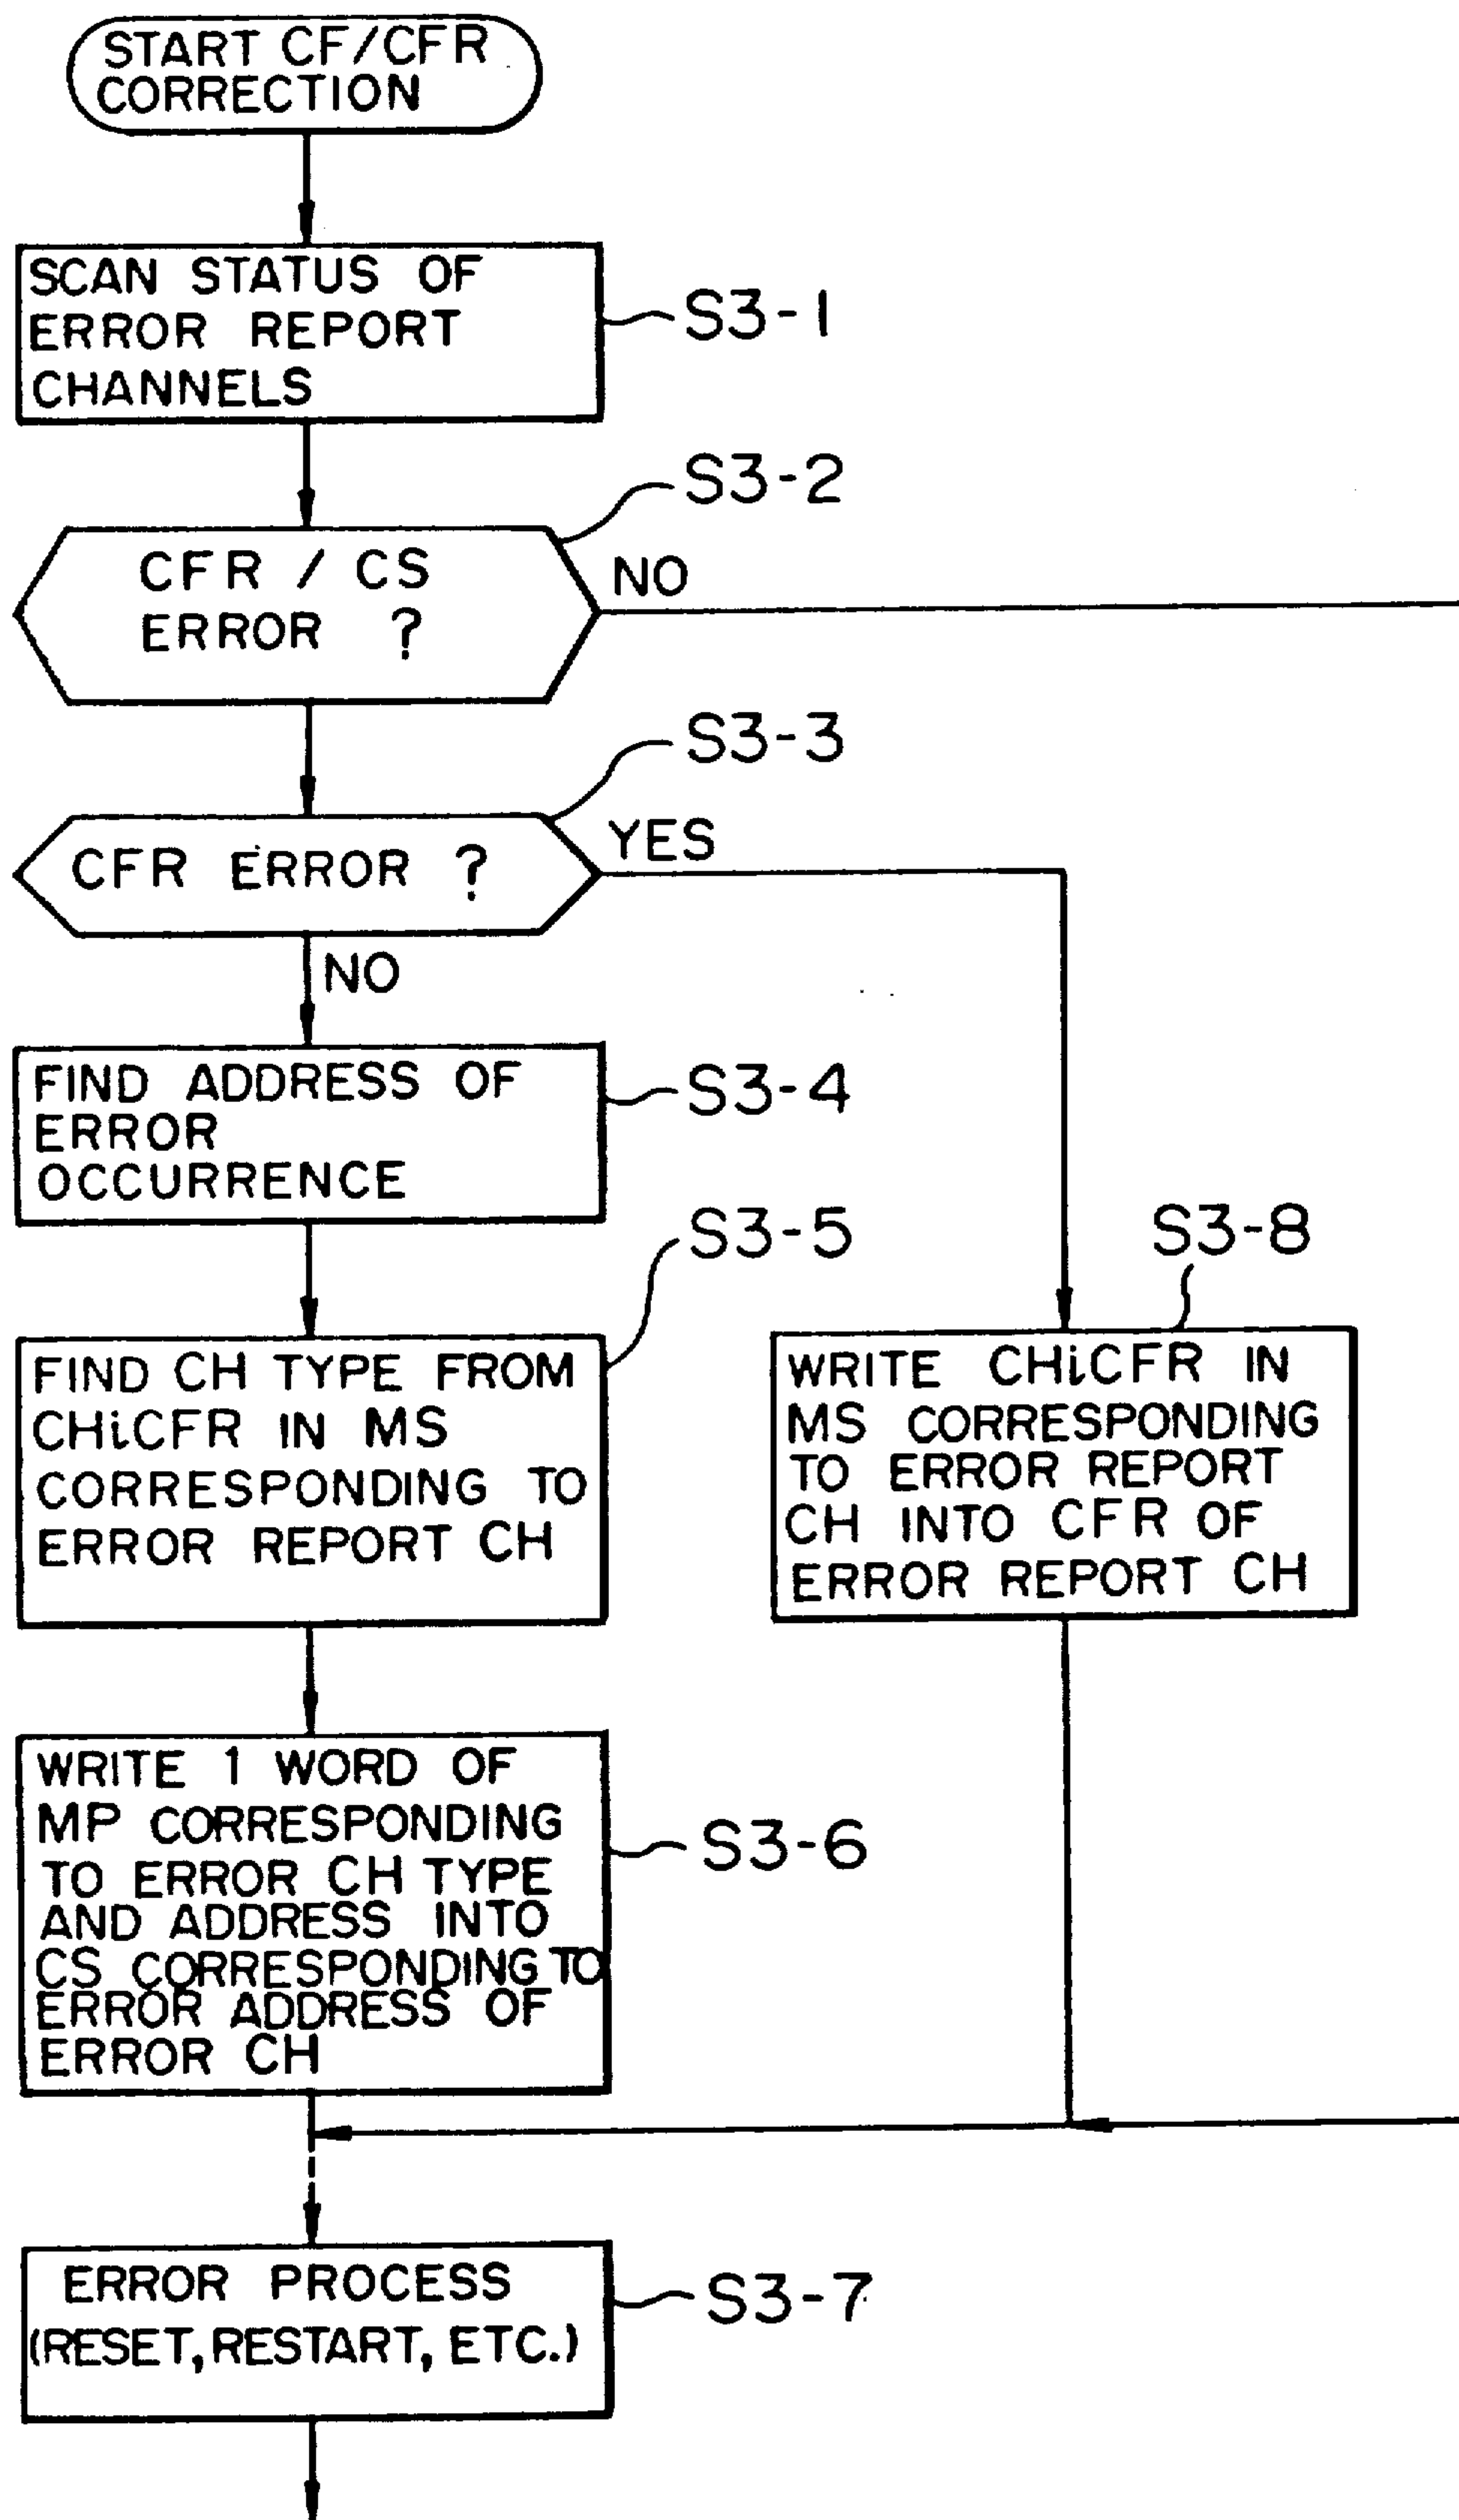 START CF/CFR
CORRECTION
SCAN STATUS OF
ERROR REPORT
CHANNELS
S3-1
S3-2
CFR / CS
ERROR ?
NO
S3-3
CFR ERROR ?
YES
NO
FIND ADDRESS OF
ERROR
OCCURRENCE
S3-4
S3-5
FIND CH TYPE FROM
CHiCFR IN MS
CORRESPONDING TO
ERROR REPORT CH
S3-8
WRITE CHiCFR IN
MS CORRESPONDING
TO ERROR REPORT
CH INTO CFR OF
ERROR REPORT CH
WRITE 1 WORD OF
MP CORRESPONDING
TO ERROR CH TYPE
AND ADDRESS INTO
CS CORRESPONDING TO
ERROR ADDRESS OF
ERROR CH
S3-6
ERROR PROCESS
(RESET, RESTART, ETC.)
S3-7